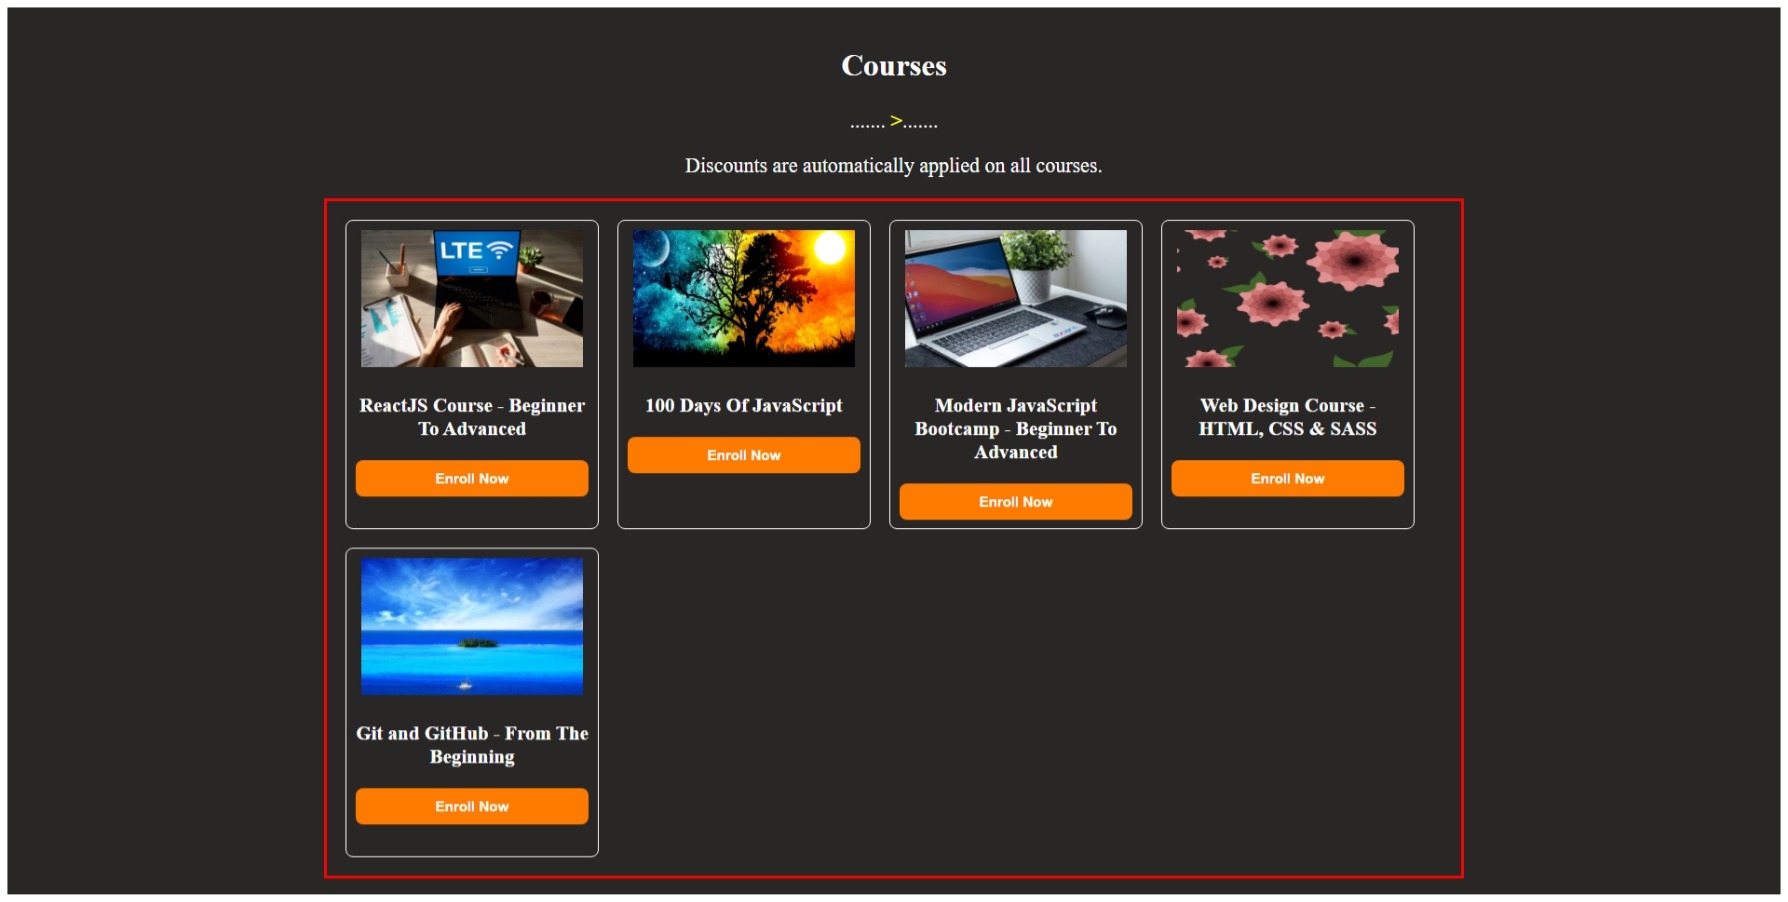 Courses
....... >.......
Discounts are automatically applied on all courses.
LTE
ReactJS Course - Beginner
To Advanced
Enroll Now
100 Days Of JavaScript
Enroll Now
Modern JavaScript
Bootcamp - Beginner To
Advanced
Enroll Now
Web Design Course -
HTML, CSS & SASS
Enroll Now
Git and GitHub - From The
Beginning
Enroll Now